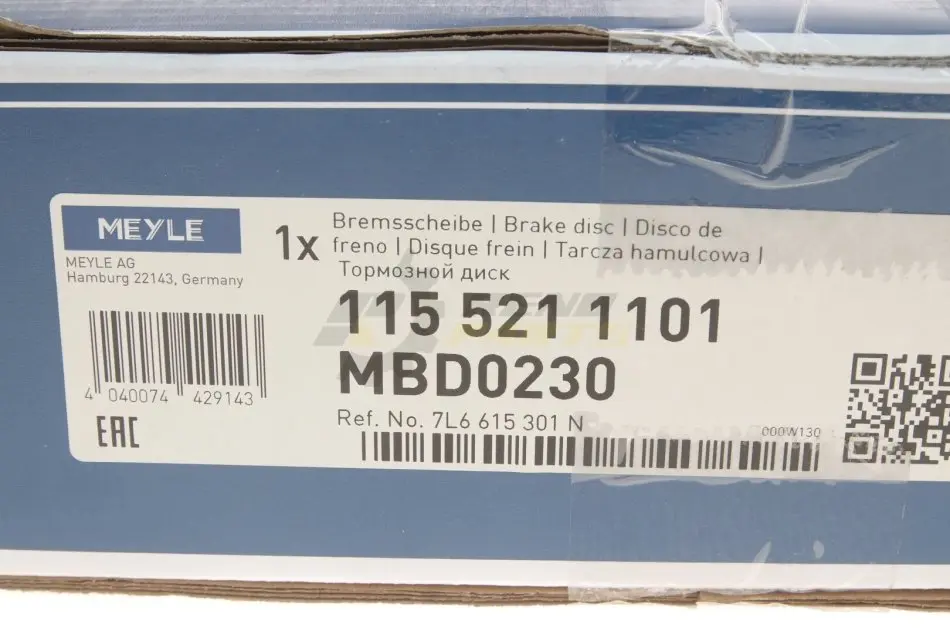 MEYLE
MEYLE AG
Hamburg 22143, Germany
1x
Bremsscheibe | Brake disc | Disco de
freno | Disque frein | Tarcza hamulcowa |
Тормозной диск
115 521 1101
MBD0230
Ref. No. 7L6 615 301 N
4 040074 429143
EAC
000W130